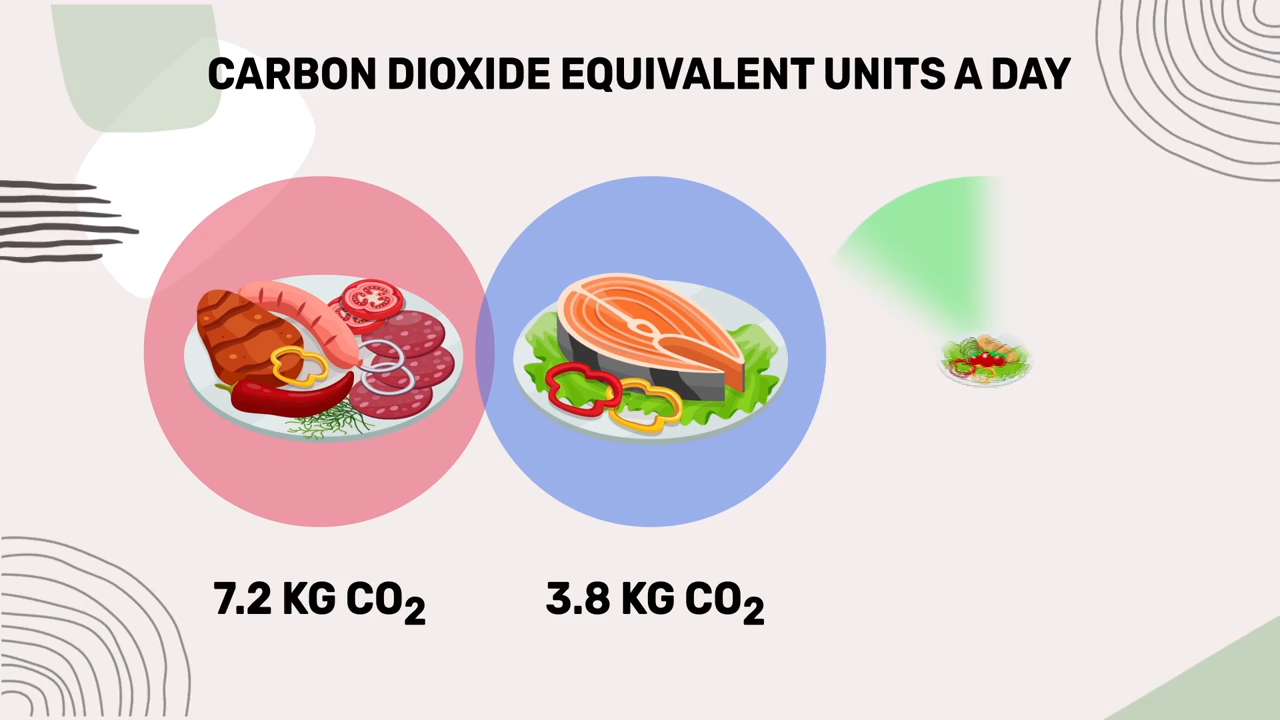 CARBON DIOXIDE EQUIVALENT UNITS A DAY
7.2 KG CO₂
3.8 KG CO₂